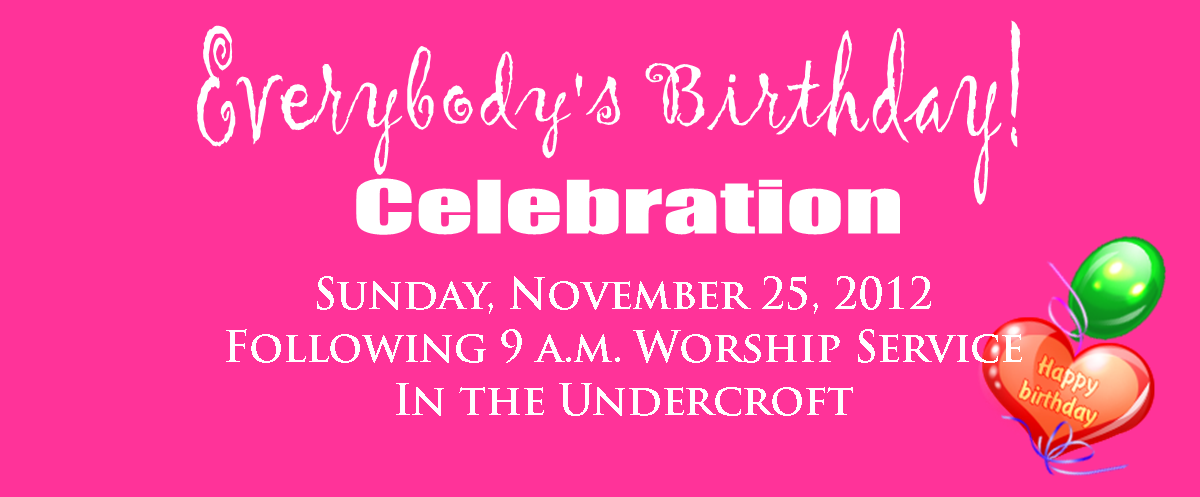 Everybody's Birthday!
Celebration
Sunday, November 25, 2012
Following 9 a.m. Worship Service
In the Undercroft
Happy
birthday